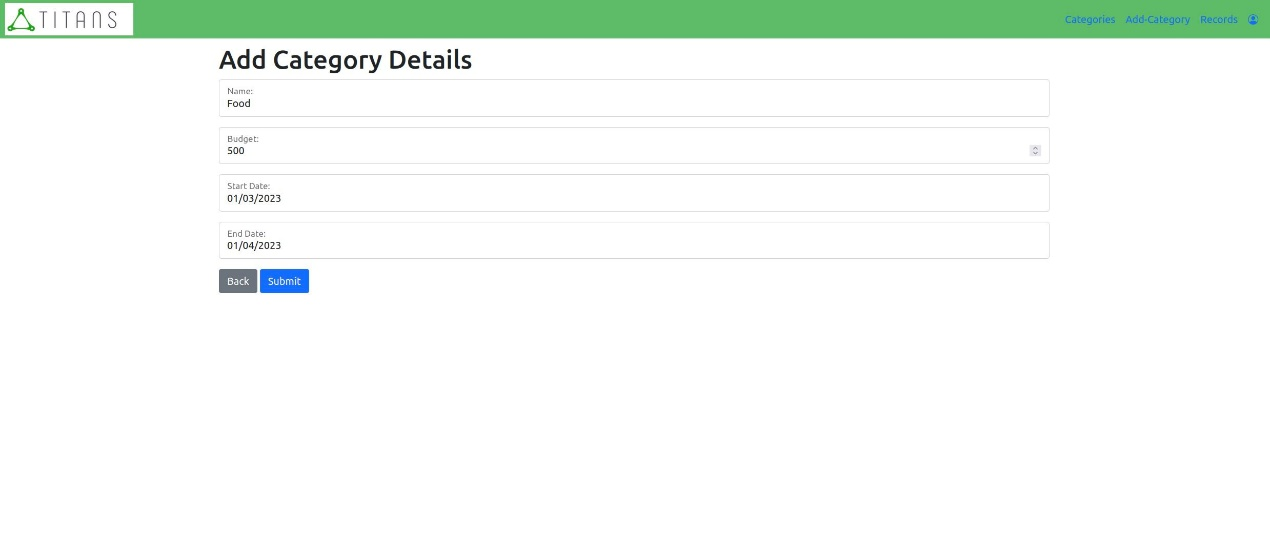 TITANS
Categories Add-Category Records
Add Category Details
Name:
Food
Budget:
500
Start Date:
01/03/2023
End Date:
01/04/2023
Back Submit